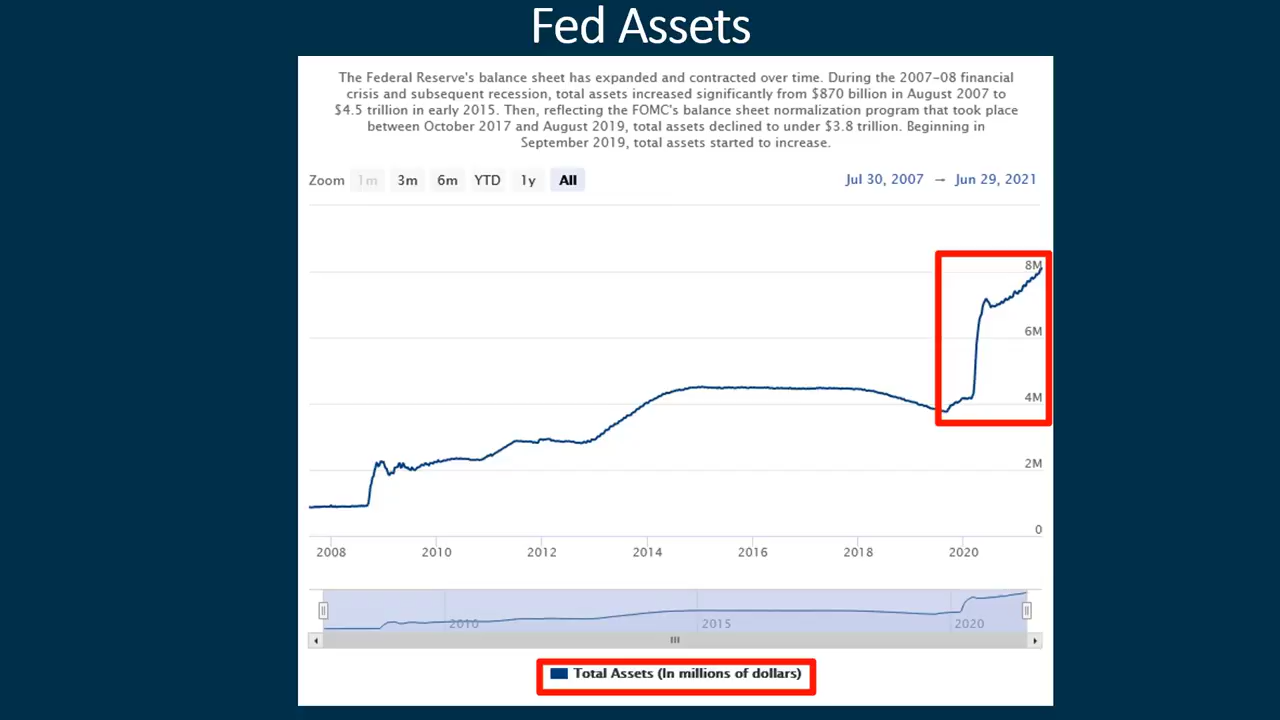 Fed Assets
The Federal Reserve's balance sheet has expanded and contracted over time. During the 2007-08 financial
crisis and subsequent recession, total assets increased significantly from $870 billion in August 2007 to
$4.5 trillion in early 2015. Then, reflecting the FOMC's balance sheet normalization program that took place
between October 2017 and August 2019, total assets declined to under $3.8 trillion. Beginning in
September 2019, total assets started to increase.
Zoom 1m 3m 6m YTD 1y All Jul 30, 2007 → Jun 29, 2021
8M
6M
4M
2M
0
2008 2010 2012 2014 2016 2018 2020
2010 2015 2020
Total Assets (In millions of dollars)